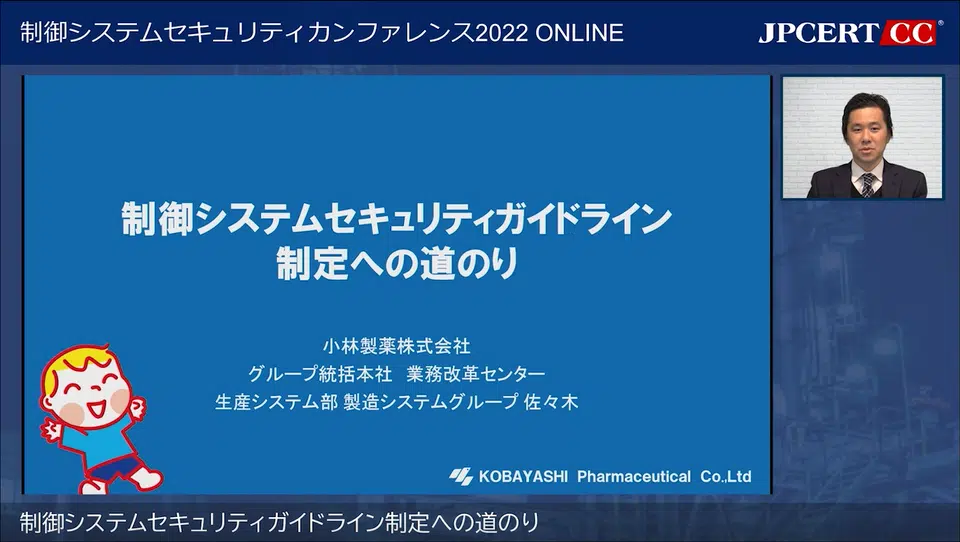 制御システムセキュリティカンファレンス2022 ONLINE
JPCERT CC®
制御システムセキュリティガイドライン
制定への道のり
小林製薬株式会社
グループ統括本社 業務改革センター
生産システム部 製造システムグループ 佐々木
KOBAYASHI Pharmaceutical Co.,Ltd
制御システムセキュリティガイドライン制定への道のり